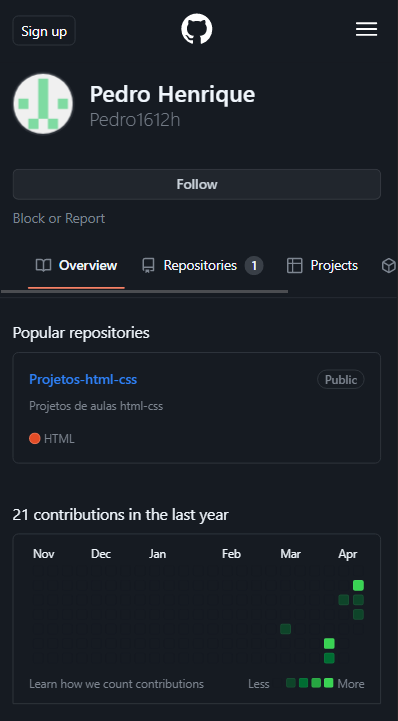 Sign up
Pedro Henrique
Pedro1612h
Follow
Block or Report
Overview Repositories 1 Projects
Popular repositories
Projetos-html-css Public
Projetos de aulas html-css
HTML
21 contributions in the last year
Nov Dec Jan Feb Mar Apr
Learn how we count contributions Less More